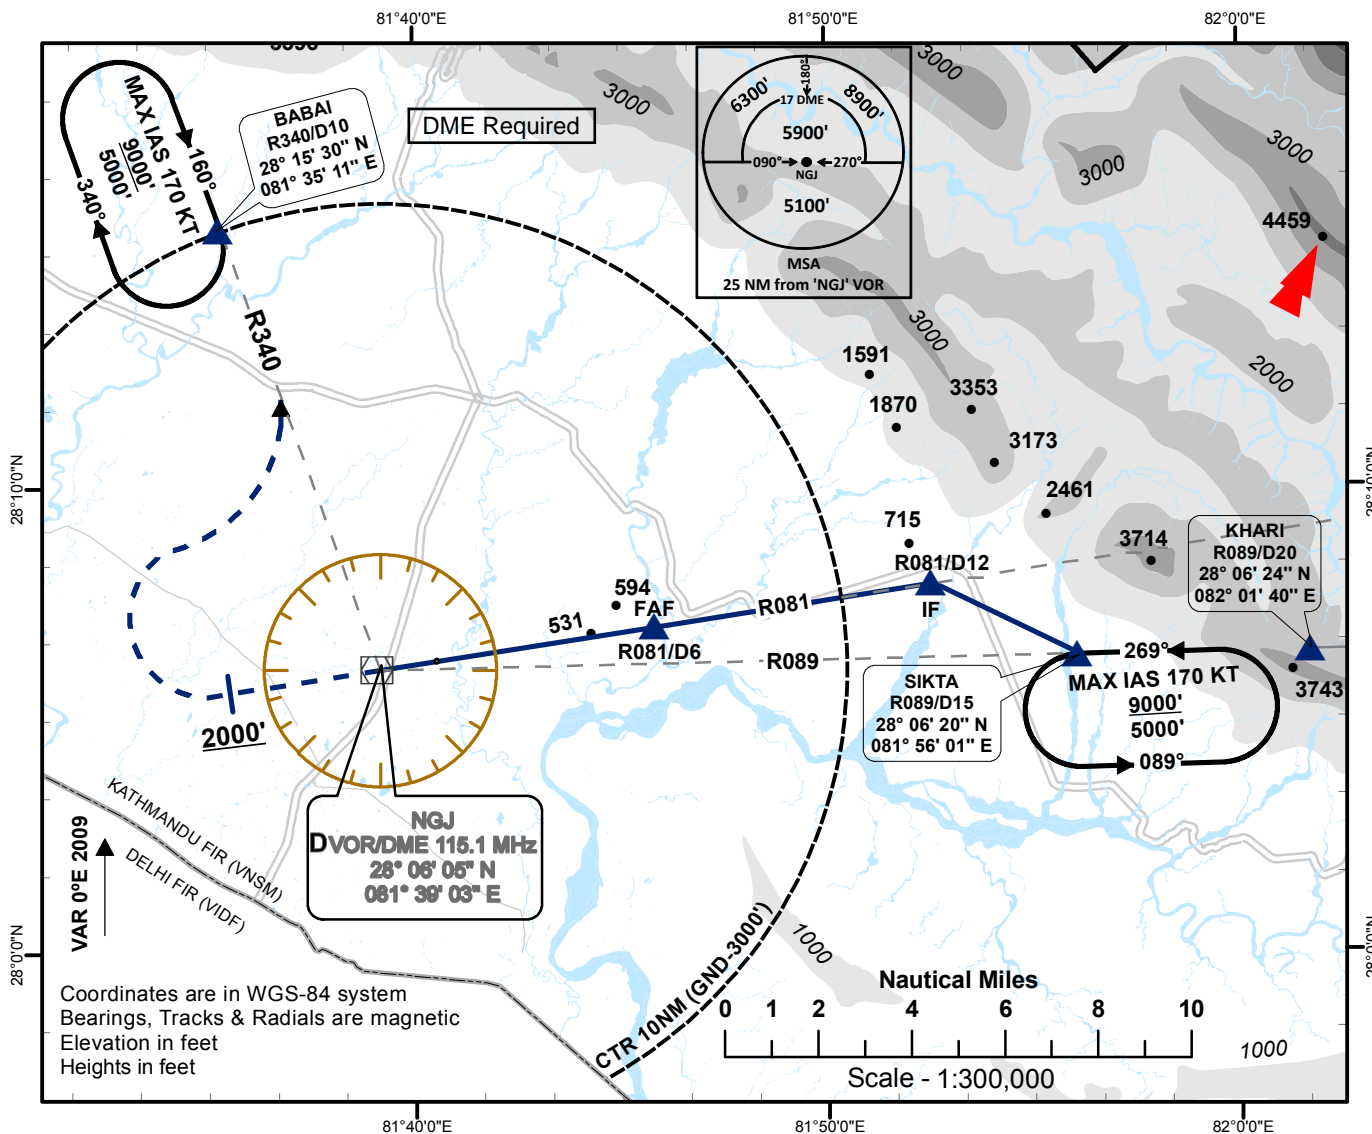 81°40'0"E
81°50'0"E
82°0'0"E
3000
3000
3000
3000
MAX IAS 170 KT
9000'
5000'
160°
340°
BABAI
R340/D10
28° 15' 30" N
081° 35' 11" E
DME Required
6300'
180°
8900'
17 DME
5900'
090°
270°
NGJ
5100'
MSA
25 NM from 'NGJ' VOR
4459
R340
3000
2000
1591
3353
1870
3173
2461
28°10'0"N
28°10'0"N
715
3714
R081/D12
IF
KHARI
R089/D20
28° 06' 24" N
082° 01' 40" E
594
FAF
531
R081/D6
R081
R089
269°
MAX IAS 170 KT
9000'
5000'
089°
SIKTA
R089/D15
28° 06' 20" N
081° 56' 01" E
3743
2000'
NGJ
DVOR/DME 115.1 MHz
28° 06' 05" N
081° 39' 03" E
KATHMANDU FIR (VNSM)
DELHI FIR (VIDF)
VAR 0°E 2009
28°0'0"N
28°0'0"N
1000
CTR 10NM (GND-3000')
Coordinates are in WGS-84 system
Bearings, Tracks & Radials are magnetic
Elevation in feet
Heights in feet
Nautical Miles
0 1 2 4 6 8 10
Scale - 1:300,000
1000
81°40'0"E
81°50'0"E
82°0'0"E